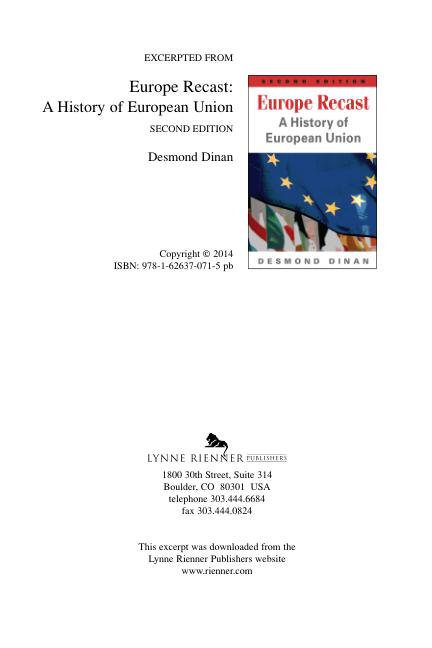 EXCERPTED FROM
Europe Recast:
A History of European Union
SECOND EDITION
Desmond Dinan
Copyright © 2014
ISBN: 978-1-62637-071-5 pb
SECOND EDITION
Europe Recast
A History of
European Union
DESMOND DINAN
LYNNE RIENNER PUBLISHERS
1800 30th Street, Suite 314
Boulder, CO 80301 USA
telephone 303.444.6684
fax 303.444.0824
This excerpt was downloaded from the
Lynne Rienner Publishers website
www.rienner.com